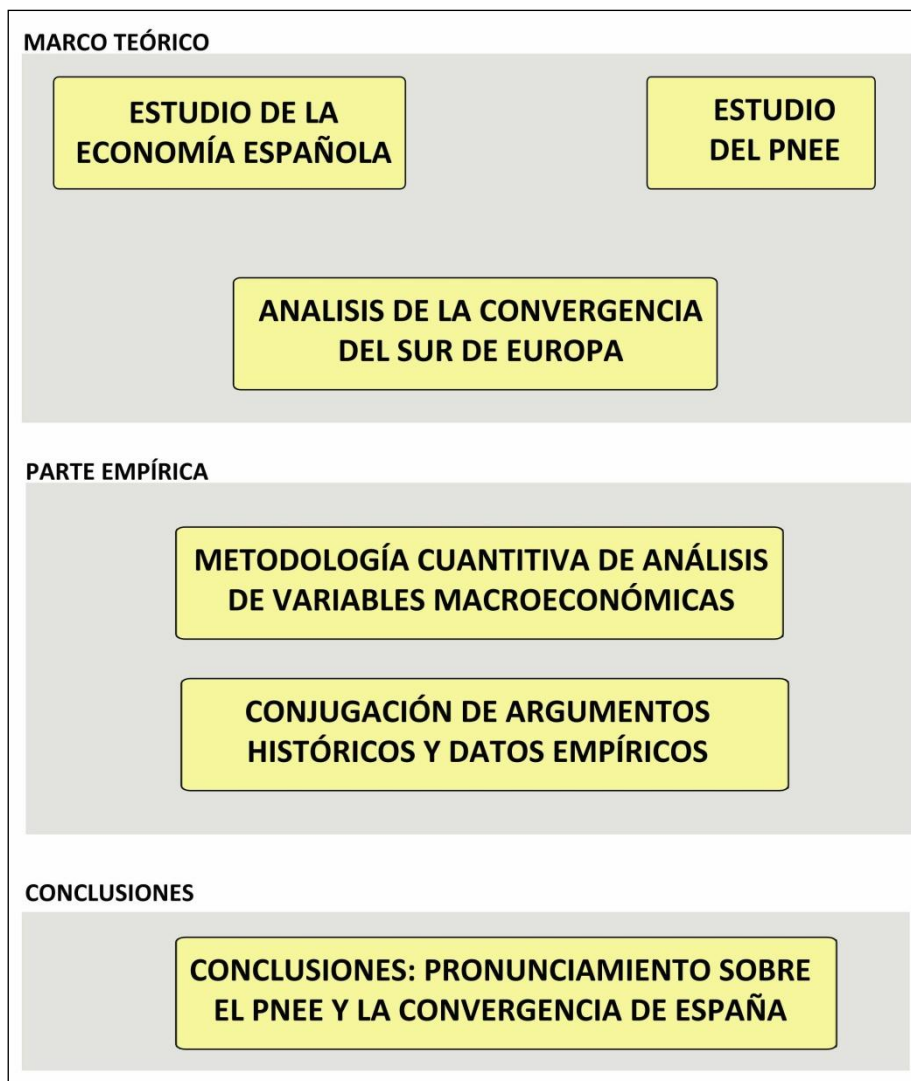 MARCO TEÓRICO
ESTUDIO DE LA
ECONOMÍA ESPAÑOLA
ESTUDIO
DEL PNEE
ANALISIS DE LA CONVERGENCIA
DEL SUR DE EUROPA
PARTE EMPÍRICA
METODOLOGÍA CUANTITIVA DE ANÁLISIS
DE VARIABLES MACROECONÓMICAS
CONJUGACIÓN DE ARGUMENTOS
HISTÓRICOS Y DATOS EMPÍRICOS
CONCLUSIONES
CONCLUSIONES: PRONUNCIAMIENTO SOBRE
EL PNEE Y LA CONVERGENCIA DE ESPAÑA